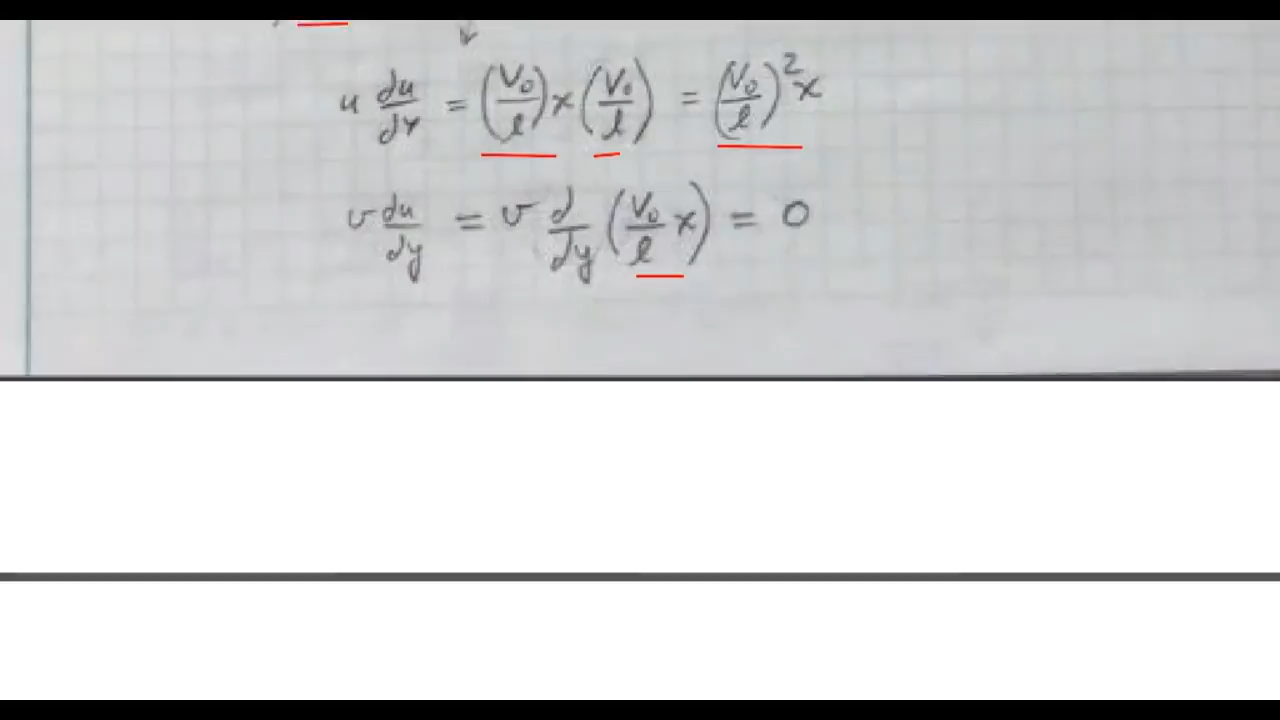 u du/dx = (V₀/l) x (V₀/l) = (V₀/l)² x
v du/dy = v d/dy (V₀/l x) = 0